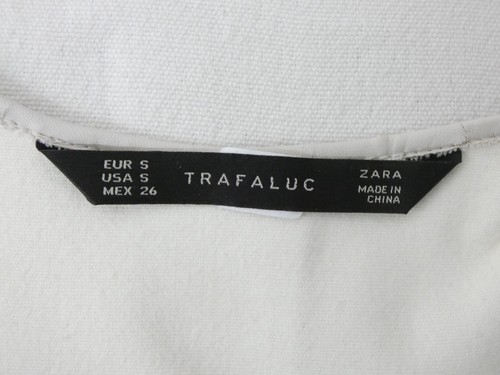 EUR S
USA S
MEX 26
TRAFALUC
ZARA
MADE IN
CHINA